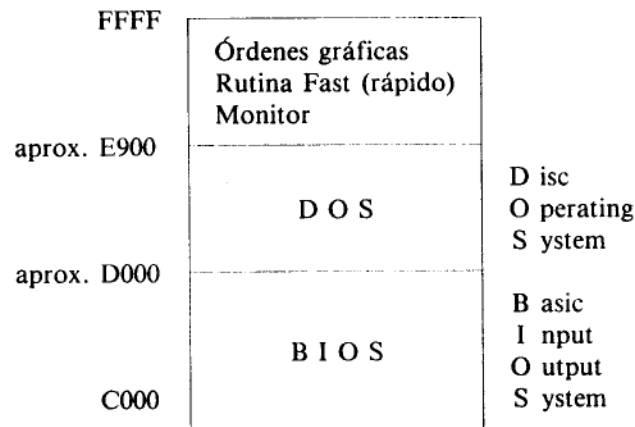 FFFF
Órdenes gráficas
Rutina Fast (rápido)
Monitor
aprox. E900
D O S
D isc
O perating
S ystem
aprox. D000
B I O S
B asic
I nput
O utput
S ystem
C000